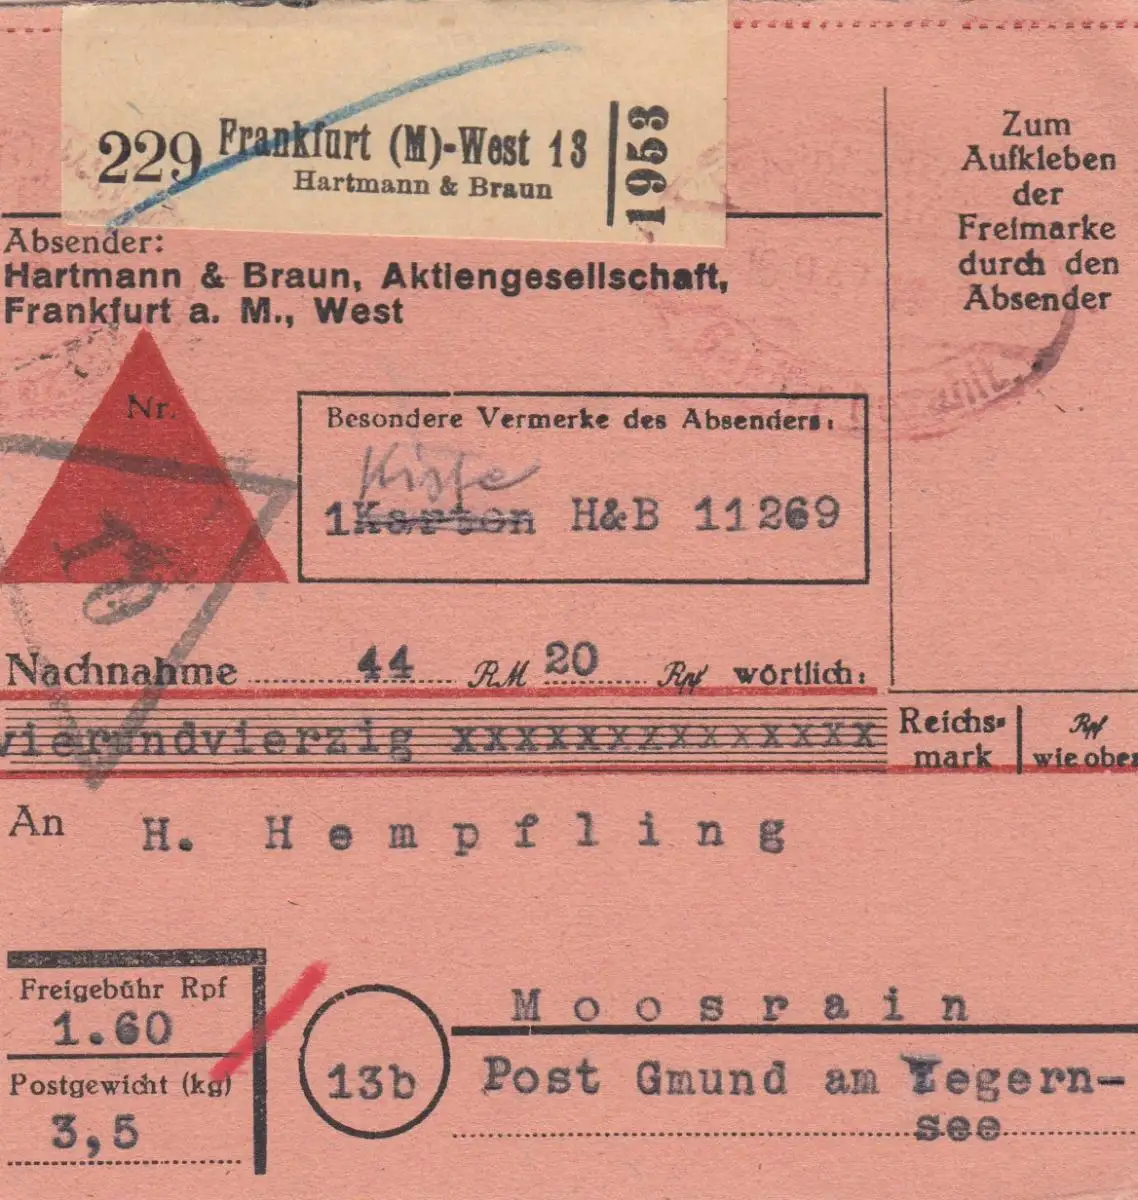 229 Frankfurt (M)-West 13
Hartmann & Braun
1953
Zum
Aufkleben
der
Freimarke
durch den
Absender
Absender:
Hartmann & Braun, Aktiengesellschaft,
Frankfurt a. M., West
Nr.
Besondere Vermerke des Absenders:
Kiste
1Karton H&B 11269
10
Nachnahme 44 RM 20 Rpf wörtlich:
vierundvierzig xxxxxxxxxxxxxx
Reichs-
mark
Rpf
wie oben
An H. Hempfling
Freigebühr Rpf
1.60
Postgewicht (kg)
3,5
13b
Moosrain
Post Gmund am Tegern-
see